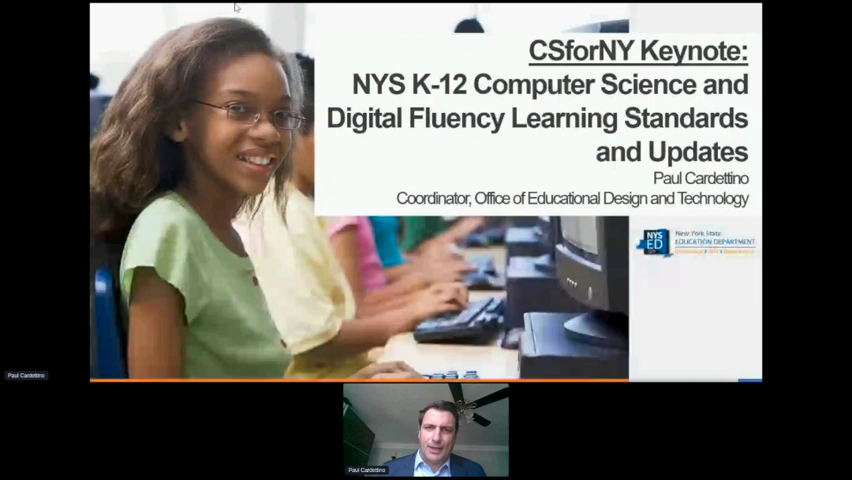 CSforNY Keynote:
NYS K-12 Computer Science and
Digital Fluency Learning Standards
and Updates
Paul Cardettino
Coordinator, Office of Educational Design and Technology
NYS
ED
New York State
EDUCATION DEPARTMENT
Paul Cardettino
Paul Cardettino